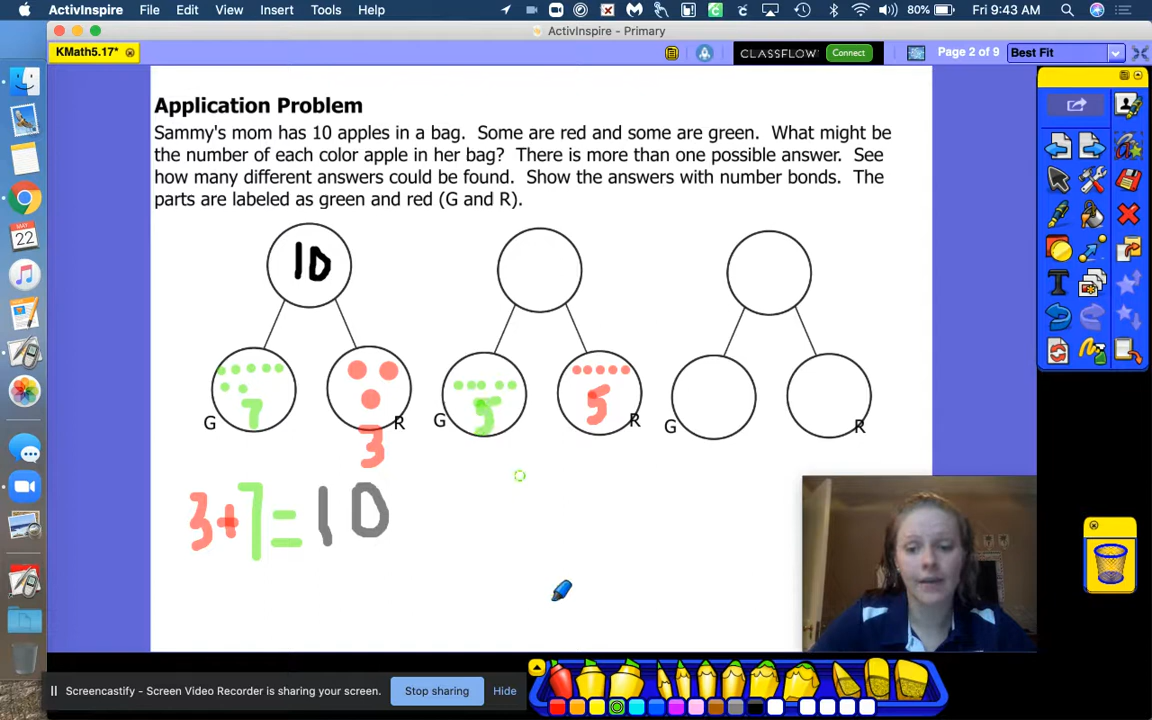 ActivInspire File Edit View Insert Tools Help 80% Fri 9:43 AM
ActivInspire - Primary
KMath5.17* CLASSFLOW Connect Page 2 of 9 Best Fit
Application Problem
Sammy's mom has 10 apples in a bag. Some are red and some are green. What might be
the number of each color apple in her bag? There is more than one possible answer. See
how many different answers could be found. Show the answers with number bonds. The
parts are labeled as green and red (G and R).
10
7 5 5
G R G R G R
3
3+7=10
MAY
22
Screencastify - Screen Video Recorder is sharing your screen. Stop sharing Hide